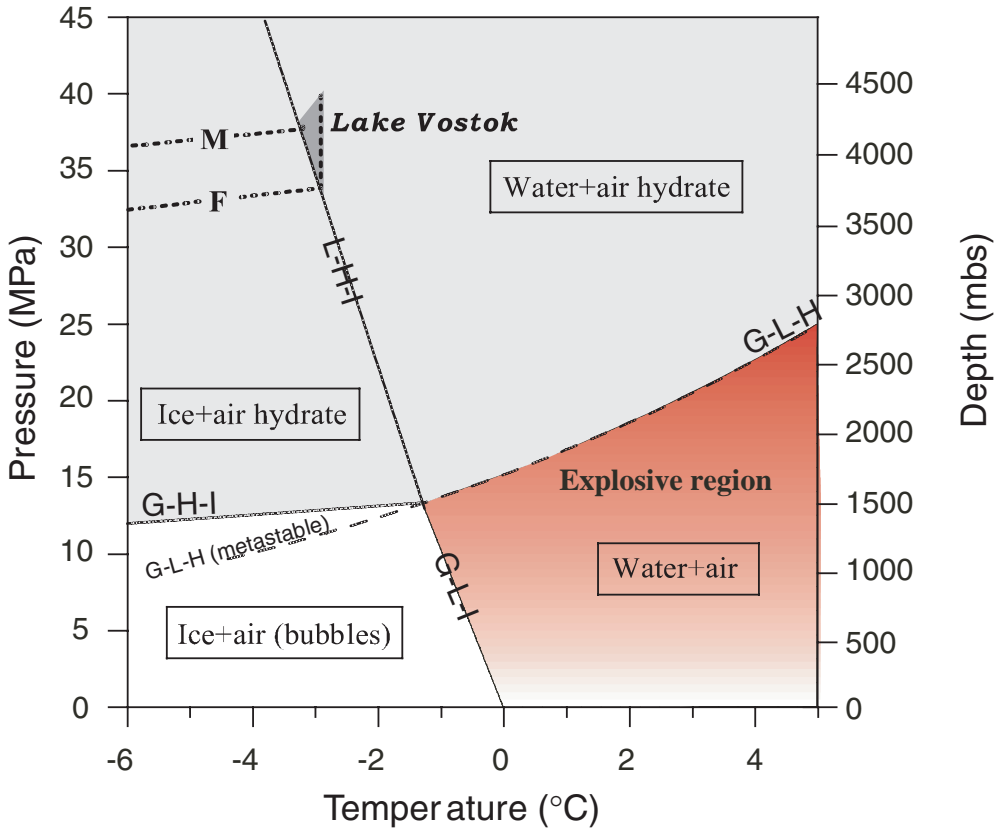 45
40
35
30
25
20
15
10
5
0
Pressure (MPa)
4500
4000
3500
3000
2500
2000
1500
1000
500
0
Depth (mbs)
-6
-4
-2
0
2
4
Temperature (°C)
M
F
Lake Vostok
Water+air hydrate
L-H-I
G-L-H
Ice+air hydrate
Explosive region
G-H-I
G-L-H (metastable)
G-L-I
Water+air
Ice+air (bubbles)